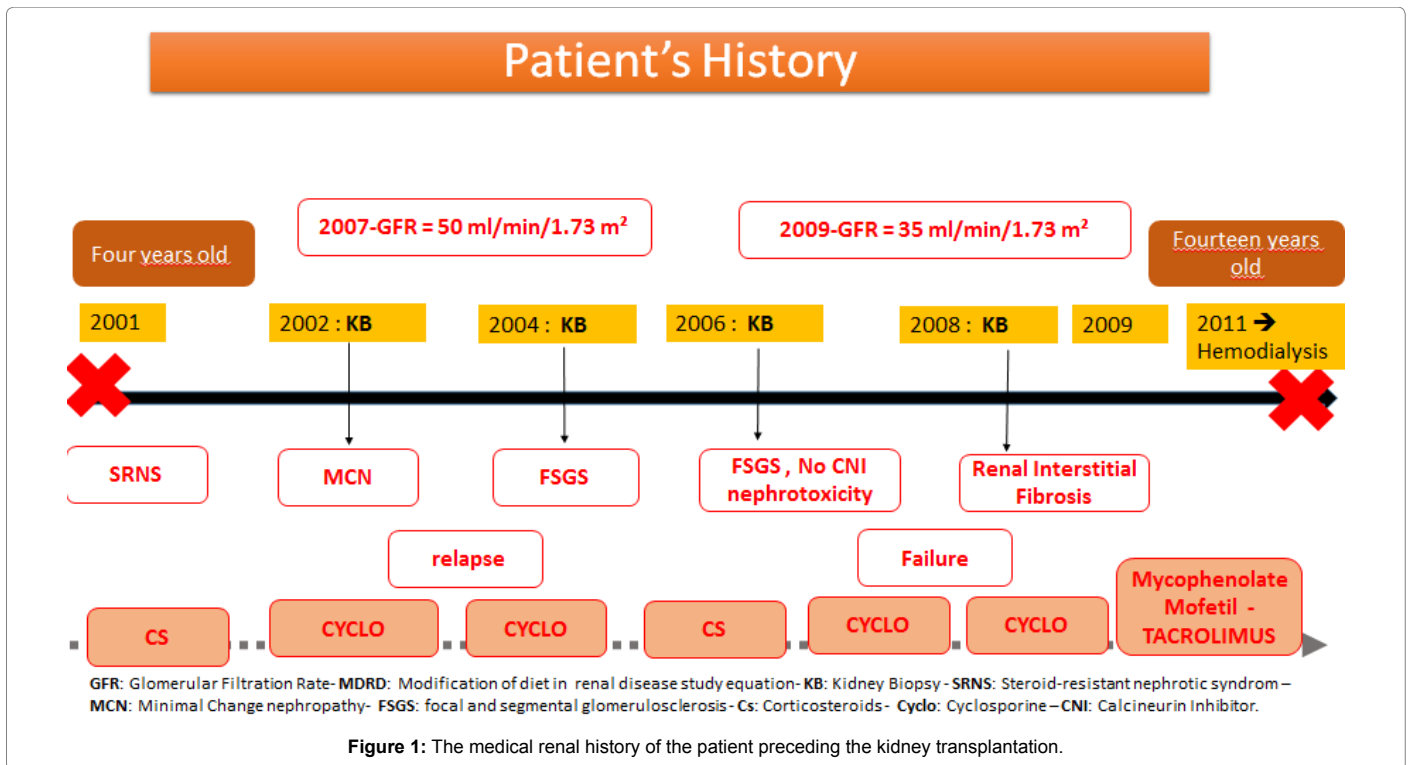 Patient's History
2007-GFR = 50 ml/min/1.73 m²
2009-GFR = 35 ml/min/1.73 m²
Four years old
Fourteen years
old
2001
2002 : KB
2004 : KB
2006 : KB
2008 : KB
2009
2011 ➔
Hemodialysis
SRNS
MCN
FSGS
FSGS , No CNI
nephrotoxicity
Renal Interstitial
Fibrosis
relapse
Failure
CS
CYCLO
CYCLO
CS
CYCLO
CYCLO
Mycophenolate
Mofetil -
TACROLIMUS
GFR: Glomerular Filtration Rate- MDRD: Modification of diet in renal disease study equation- KB: Kidney Biopsy - SRNS: Steroid-resistant nephrotic syndrom –
MCN: Minimal Change nephropathy- FSGS: focal and segmental glomerulosclerosis - Cs: Corticosteroids - Cyclo: Cyclosporine – CNI: Calcineurin Inhibitor.
Figure 1: The medical renal history of the patient preceding the kidney transplantation.